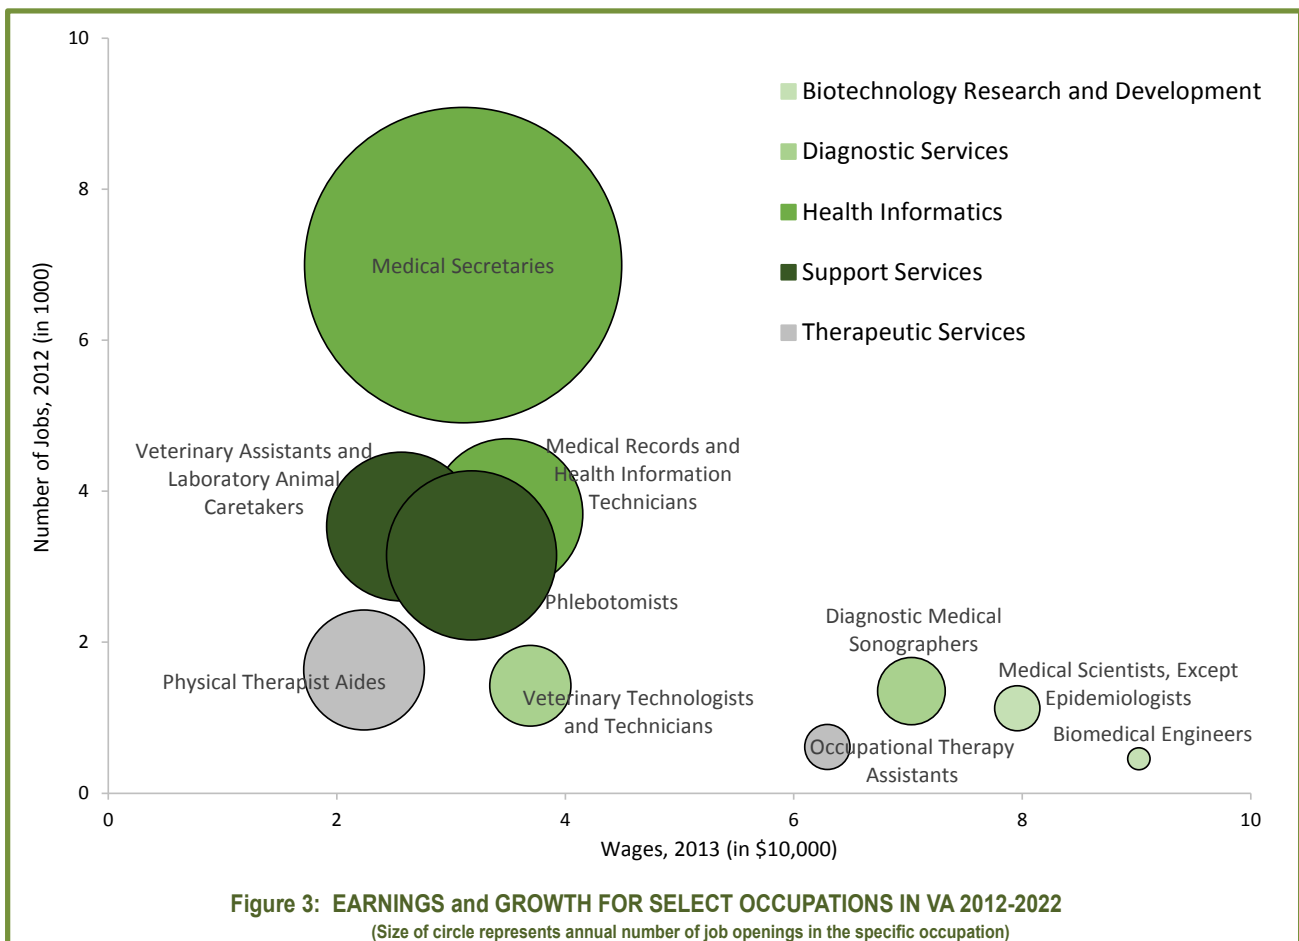 10
8
6
4
2
0
Number of Jobs, 2012 (in 1000)
Biotechnology Research and Development
Diagnostic Services
Health Informatics
Support Services
Therapeutic Services
Medical Secretaries
Veterinary Assistants and
Laboratory Animal
Caretakers
Medical Records and
Health Information
Technicians
Phlebotomists
Physical Therapist Aides
Veterinary Technologists
and Technicians
Diagnostic Medical
Sonographers
Medical Scientists, Except
Epidemiologists
Biomedical Engineers
Occupational Therapy
Assistants
0 2 4 6 8 10
Wages, 2013 (in $10,000)
Figure 3: EARNINGS and GROWTH FOR SELECT OCCUPATIONS IN VA 2012-2022
(Size of circle represents annual number of job openings in the specific occupation)